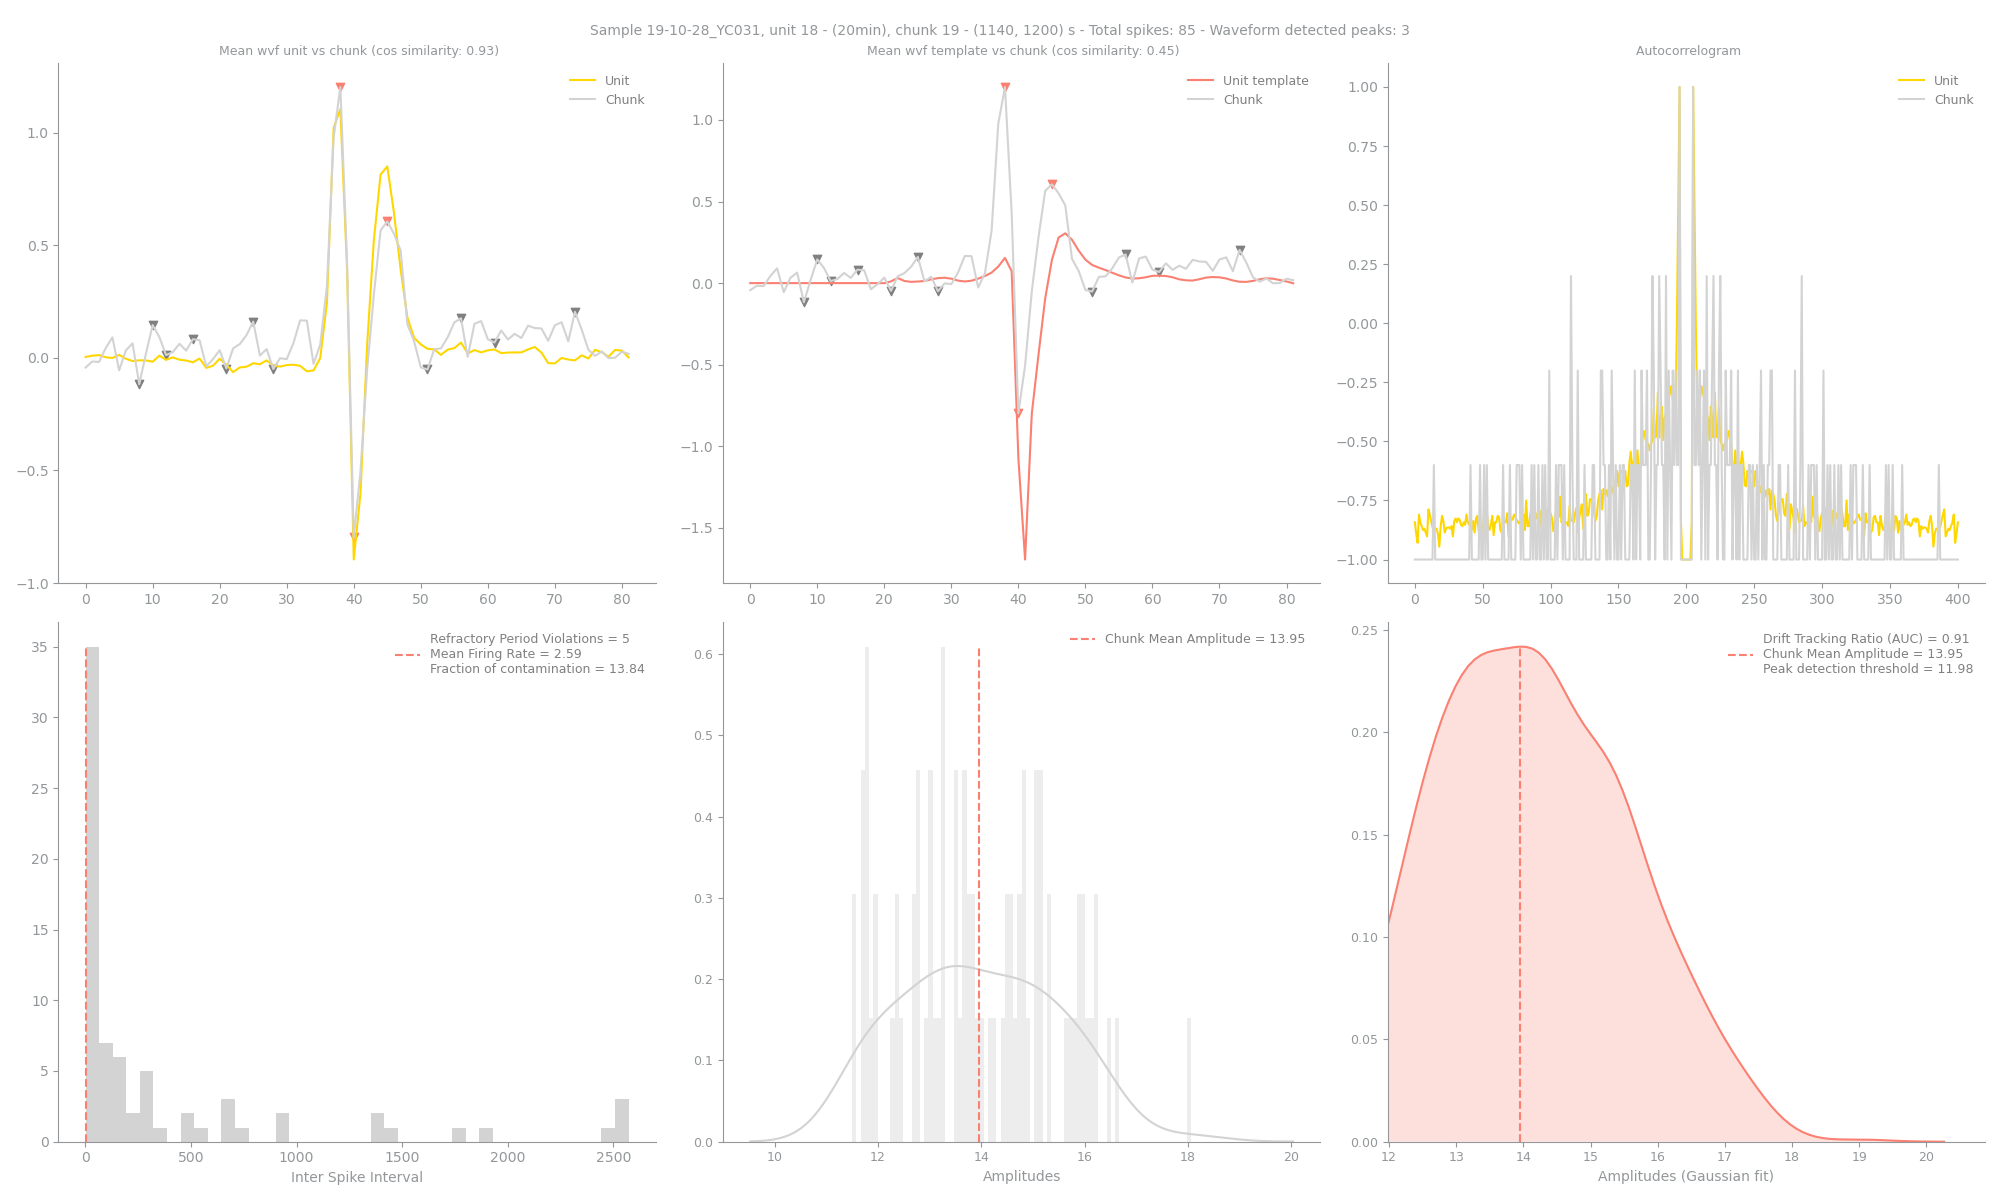 Sample 19-10-28_YC031, unit 18 - (20min), chunk 19 - (1140, 1200) s - Total spikes: 85 - Waveform detected peaks: 3
Mean wvf unit vs chunk (cos similarity: 0.93)
Unit
Chunk
1.0
0.5
0.0
−0.5
−1.0
0 10 20 30 40 50 60 70 80
Mean wvf template vs chunk (cos similarity: 0.45)
Unit template
Chunk
1.0
0.5
0.0
−0.5
−1.0
−1.5
0 10 20 30 40 50 60 70 80
Autocorrelogram
Unit
Chunk
1.00
0.75
0.50
0.25
0.00
−0.25
−0.50
−0.75
−1.00
0 50 100 150 200 250 300 350 400
Refractory Period Violations = 5
Mean Firing Rate = 2.59
Fraction of contamination = 13.84
35
30
25
20
15
10
5
0
0 500 1000 1500 2000 2500
Inter Spike Interval
Chunk Mean Amplitude = 13.95
0.6
0.5
0.4
0.3
0.2
0.1
0.0
10 12 14 16 18 20
Amplitudes
Drift Tracking Ratio (AUC) = 0.91
Chunk Mean Amplitude = 13.95
Peak detection threshold = 11.98
0.25
0.20
0.15
0.10
0.05
0.00
12 13 14 15 16 17 18 19 20
Amplitudes (Gaussian fit)